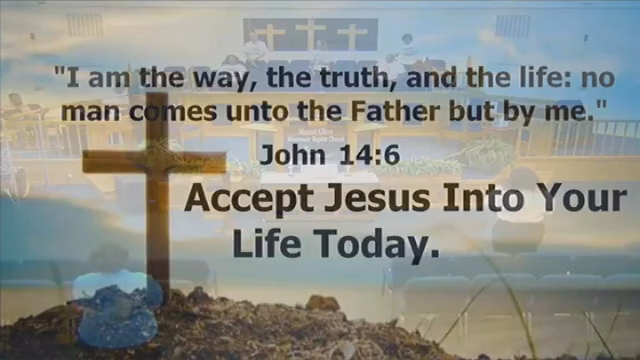 "I am the way, the truth, and the life: no
man comes unto the Father but by me."
John 14:6
Accept Jesus Into Your
Life Today.